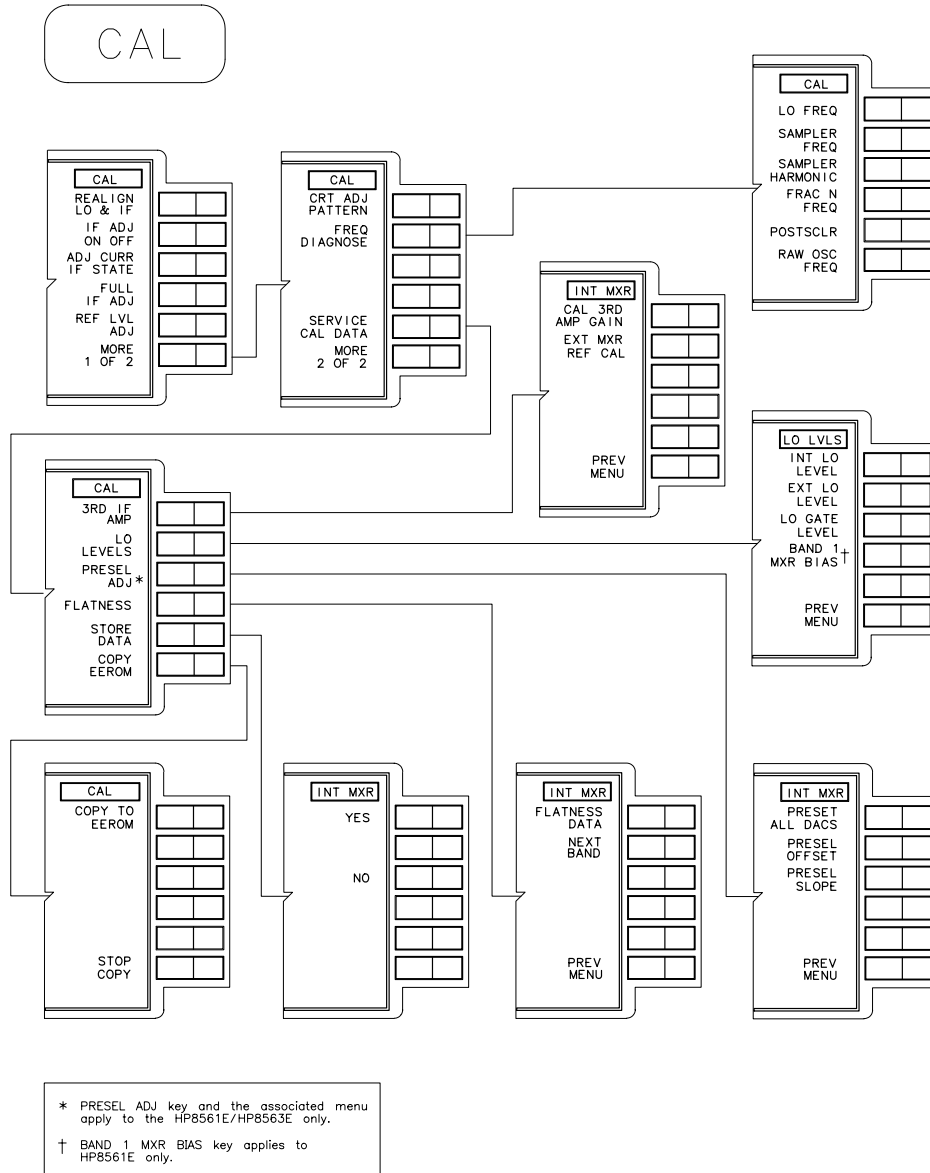 CAL
CAL
LO FREQ
SAMPLER
FREQ
SAMPLER
HARMONIC
FRAC N
FREQ
POSTSCLR
RAW OSC
FREQ
CAL
REALIGN
LO & IF
IF ADJ
ON OFF
ADJ CURR
IF STATE
FULL
IF ADJ
REF LVL
ADJ
MORE
1 OF 2
CAL
CRT ADJ
PATTERN
FREQ
DIAGNOSE
SERVICE
CAL DATA
MORE
2 OF 2
INT MXR
CAL 3RD
AMP GAIN
EXT MXR
REF CAL
PREV
MENU
LO LVLS
INT LO
LEVEL
EXT LO
LEVEL
LO GATE
LEVEL
BAND 1
MXR BIAS†
PREV
MENU
CAL
3RD IF
AMP
LO
LEVELS
PRESEL
ADJ*
FLATNESS
STORE
DATA
COPY
EEROM
CAL
COPY TO
EEROM
STOP
COPY
INT MXR
YES
NO
INT MXR
FLATNESS
DATA
NEXT
BAND
PREV
MENU
INT MXR
PRESET
ALL DACS
PRESEL
OFFSET
PRESEL
SLOPE
PREV
MENU
* PRESEL ADJ key and the associated menu
apply to the HP8561E/HP8563E only.
† BAND 1 MXR BIAS key applies to
HP8561E only.